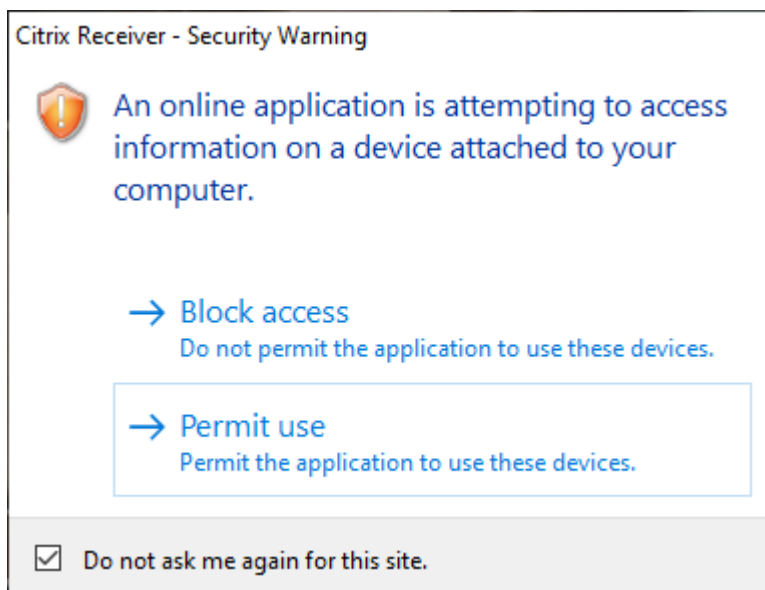 Citrix Receiver - Security Warning
An online application is attempting to access
information on a device attached to your
computer.
Block access
Do not permit the application to use these devices.
Permit use
Permit the application to use these devices.
Do not ask me again for this site.